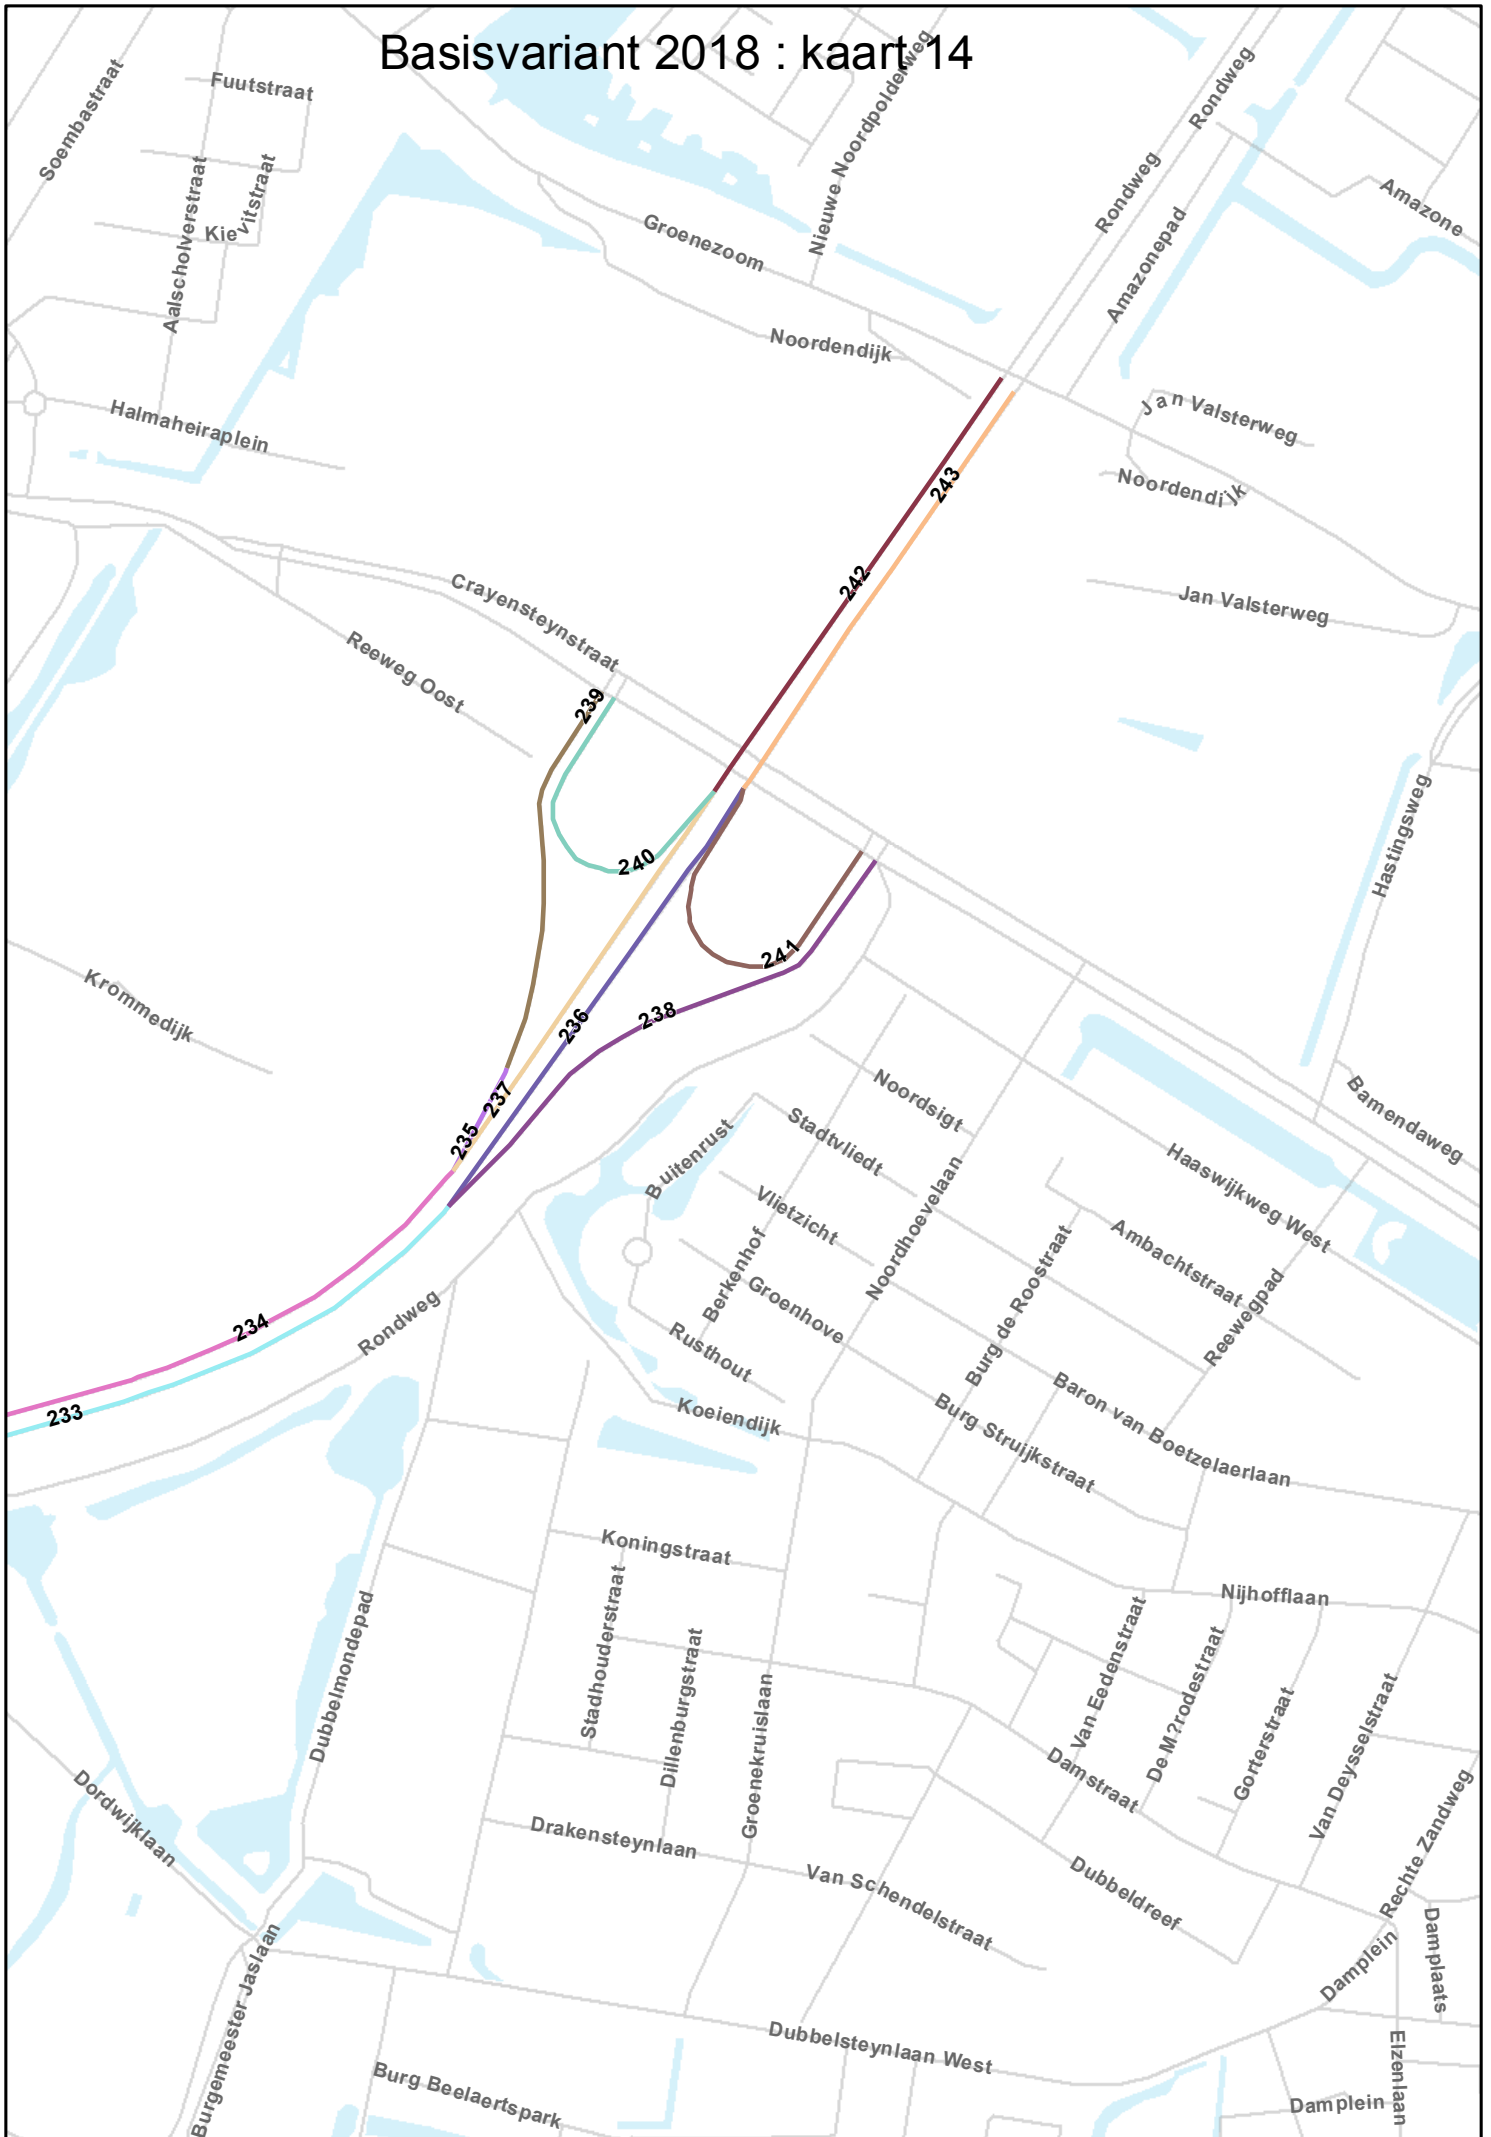 Basisvariant 2018 : kaart 14
Soembastraat
Fuutstraat
Aalscholverstraat
Kievitstraat
Nieuwe Noordpolderweg
Rondweg
Rondweg
Amazone
Amazonepad
Groenezoom
Noordendijk
Halmaheiraplein
Jan Valsterweg
Noordendijk
243
242
Jan Valsterweg
Crayensteynstraat
Reeweg Oost
239
240
241
238
236
237
235
234
233
Hastingsweg
Krommedijk
Bamendaweg
Noordsigt
Stadtvliedt
Buitenrust
Vlietzicht
Noordhoevelaan
Haaswijkweg West
Ambachtstraat
Reewegpad
Berkenhof
Groenhove
Rusthout
Burg de Roostraat
Rondweg
Koeiendijk
Burg Struijkstraat
Baron van Boetzelaerlaan
Koningstraat
Nijhofflaan
Stadhouderstraat
Dillenburgstraat
Groenekruislaan
Dubbelmondepad
Van Eedenstraat
De M?rodestraat
Gorterstraat
Van Deysselstraat
Damstraat
Dordwijklaan
Drakensteynlaan
Van Schendelstraat
Dubbeldreef
Rechte Zandweg
Damplein
Damplaats
Burgemeester Jaslaan
Dubbelsteynlaan West
Burg Beelaertspark
Elzenlaan
Damplein